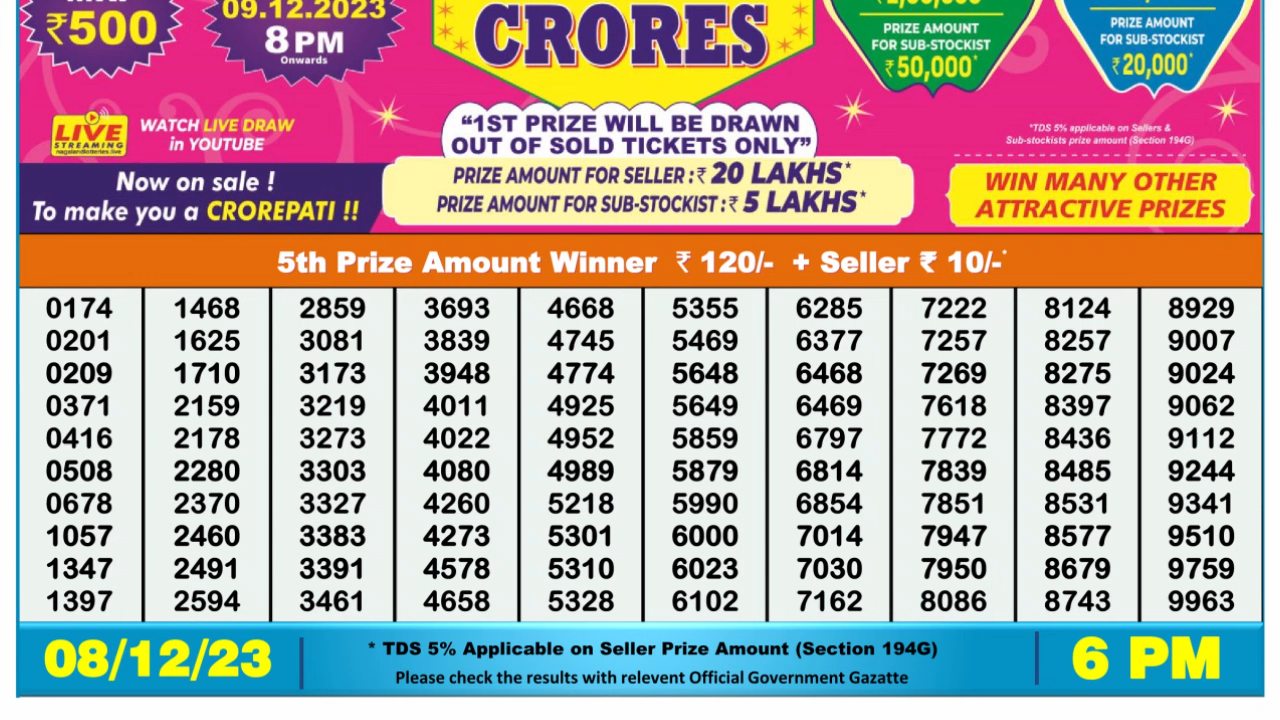 ₹500
09.12.2023
8 PM
Onwards
CRORES
PRIZE AMOUNT
FOR SUB-STOCKIST
₹50,000*
PRIZE AMOUNT
FOR SUB-STOCKIST
₹20,000*
LIVE
STREAMING
nagalandlotteries.live
WATCH LIVE DRAW
in YOUTUBE
“1ST PRIZE WILL BE DRAWN
OUT OF SOLD TICKETS ONLY”
*TDS 5% applicable on Sellers &
Sub-stockists prize amount (Section 194G)
Now on sale !
To make you a CROREPATI !!
PRIZE AMOUNT FOR SELLER :₹ 20 LAKHS*
PRIZE AMOUNT FOR SUB-STOCKIST :₹ 5 LAKHS*
WIN MANY OTHER
ATTRACTIVE PRIZES
5th Prize Amount Winner ₹ 120/- + Seller ₹ 10/-*
0174 1468 2859 3693 4668 5355 6285 7222 8124 8929
0201 1625 3081 3839 4745 5469 6377 7257 8257 9007
0209 1710 3173 3948 4774 5648 6468 7269 8275 9024
0371 2159 3219 4011 4925 5649 6469 7618 8397 9062
0416 2178 3273 4022 4952 5859 6797 7772 8436 9112
0508 2280 3303 4080 4989 5879 6814 7839 8485 9244
0678 2370 3327 4260 5218 5990 6854 7851 8531 9341
1057 2460 3383 4273 5301 6000 7014 7947 8577 9510
1347 2491 3391 4578 5310 6023 7030 7950 8679 9759
1397 2594 3461 4658 5328 6102 7162 8086 8743 9963
08/12/23
* TDS 5% Applicable on Seller Prize Amount (Section 194G)
Please check the results with relevent Official Government Gazatte
6 PM